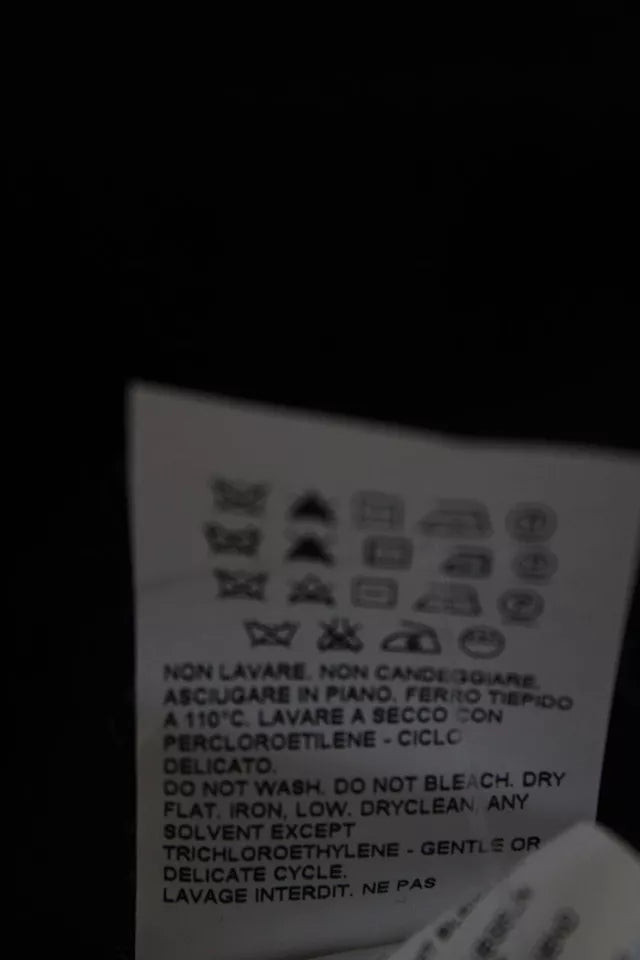 NON LAVARE. NON CANDEGGIARE.
ASCIUGARE IN PIANO. FERRO TIEPIDO
A 110°C. LAVARE A SECCO CON
PERCLOROETILENE - CICLO
DELICATO.
DO NOT WASH. DO NOT BLEACH. DRY
FLAT. IRON, LOW. DRYCLEAN, ANY
SOLVENT EXCEPT
TRICHLOROETHYLENE - GENTLE OR
DELICATE CYCLE.
LAVAGE INTERDIT. NE PAS